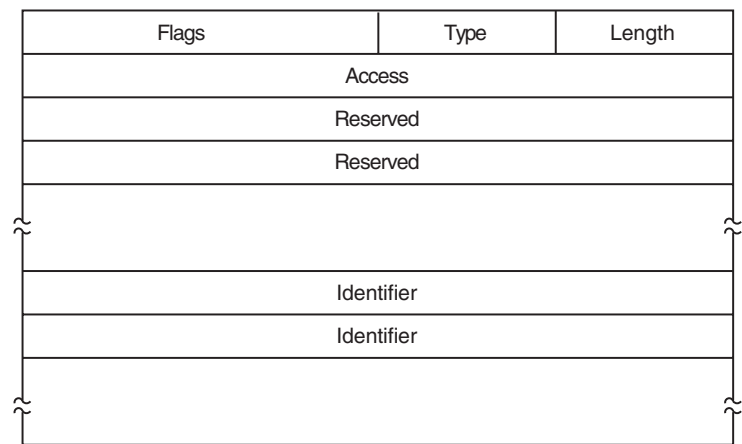 Flags Type Length
Access
Reserved
Reserved
Identifier
Identifier